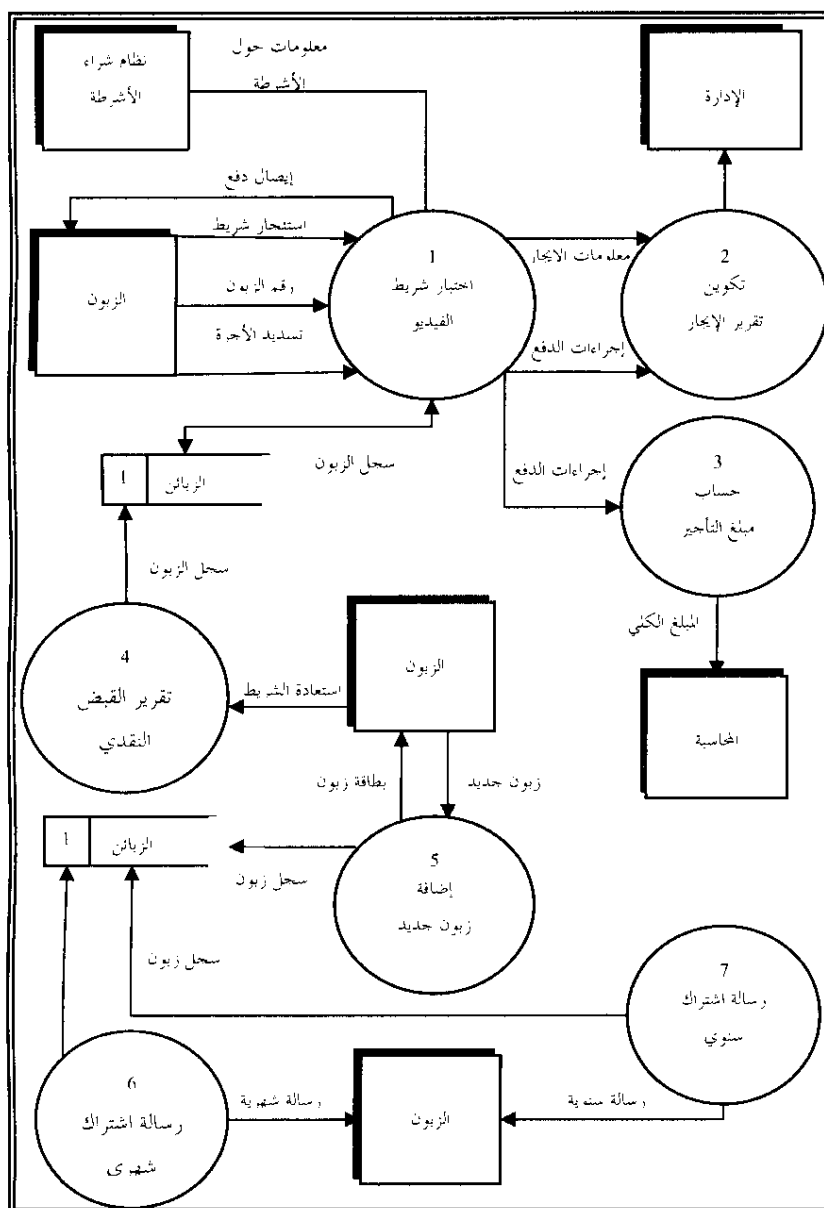 نظام شراء
الأشرطة
معلومات حول
الأشرطة
الإدارة
إيصال دفع
استئجار شريط
رقم الزبون
تسديد الأجرة
الزبون
1
اختبار شريط
الفيديو
معلومات الايجار
إجراءات الدفع
2
تكوين
تقرير الإيجار
1
الزبائن
سجل الزبون
إجراءات الدفع
3
حساب
مبلغ التأجير
سجل الزبون
المبلغ الكلي
4
تقرير القبض
النقدي
استعادة الشريط
الزبون
المحاسبة
بطاقة زبون
زبون جديد
1
الزبائن
سجل زبون
5
إضافة
زبون جديد
سجل زبون
7
رسالة اشتراك
سنوي
6
رسالة اشتراك
شهري
رسالة شهرية
الزبون
رسالة سنوية